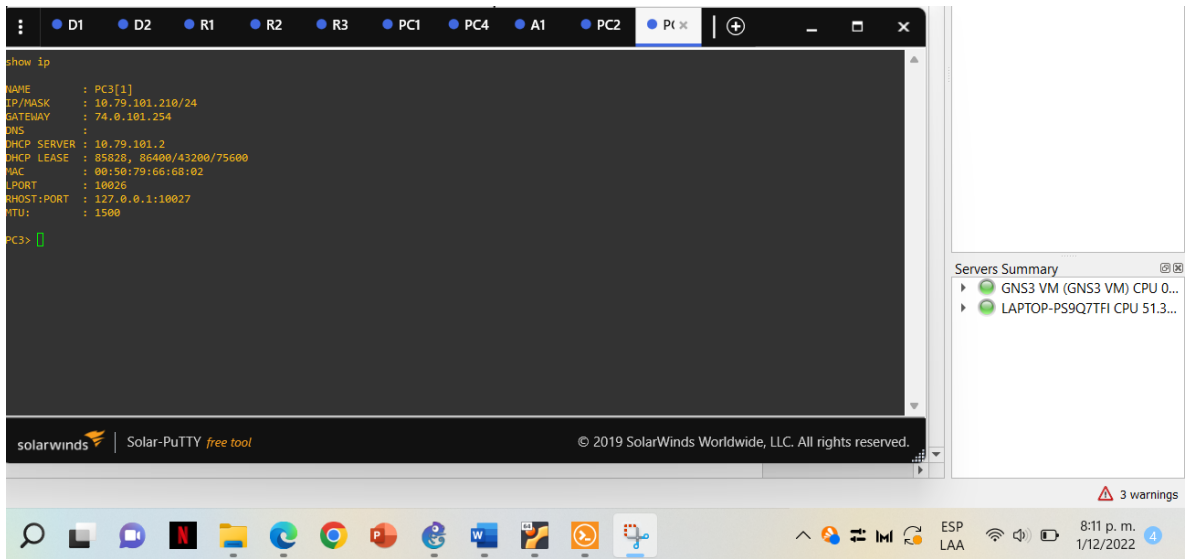 D1 D2 R1 R2 R3 PC1 PC4 A1 PC2 P(
show ip
NAME : PC3[1]
IP/MASK : 10.79.101.210/24
GATEWAY : 74.0.101.254
DNS :
DHCP SERVER : 10.79.101.2
DHCP LEASE : 85828, 86400/43200/75600
MAC : 00:50:79:66:68:02
LPORT : 10026
RHOST:PORT : 127.0.0.1:10027
MTU: : 1500
PC3>
solarwinds Solar-PuTTY free tool © 2019 SolarWinds Worldwide, LLC. All rights reserved.
Servers Summary
GNS3 VM (GNS3 VM) CPU 0...
LAPTOP-PS9Q7TFI CPU 51.3...
3 warnings
ESP
LAA
8:11 p. m.
1/12/2022
4